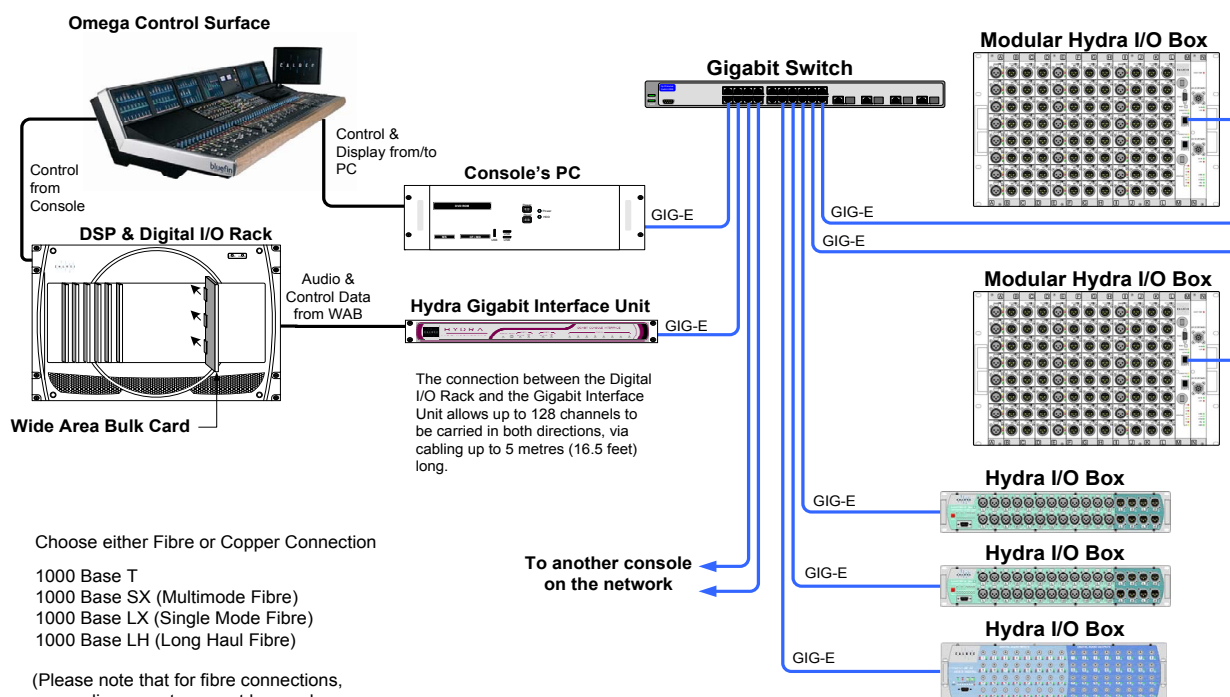 Omega Control Surface
Modular Hydra I/O Box
Gigabit Switch
bluefin
Control &
Display from/to
PC
Control
from
Console
Console's PC
GIG-E
GIG-E
GIG-E
DSP & Digital I/O Rack
Audio &
Control Data
from WAB
Hydra Gigabit Interface Unit
HYDRA
GIG-E
Modular Hydra I/O Box
The connection between the Digital
I/O Rack and the Gigabit Interface
Unit allows up to 128 channels to
be carried in both directions, via
cabling up to 5 metres (16.5 feet)
long.
Wide Area Bulk Card
Hydra I/O Box
GIG-E
Choose either Fibre or Copper Connection
1000 Base T
1000 Base SX (Multimode Fibre)
1000 Base LX (Single Mode Fibre)
1000 Base LH (Long Haul Fibre)
To another console
on the network
Hydra I/O Box
GIG-E
Hydra I/O Box
GIG-E
(Please note that for fibre connections,